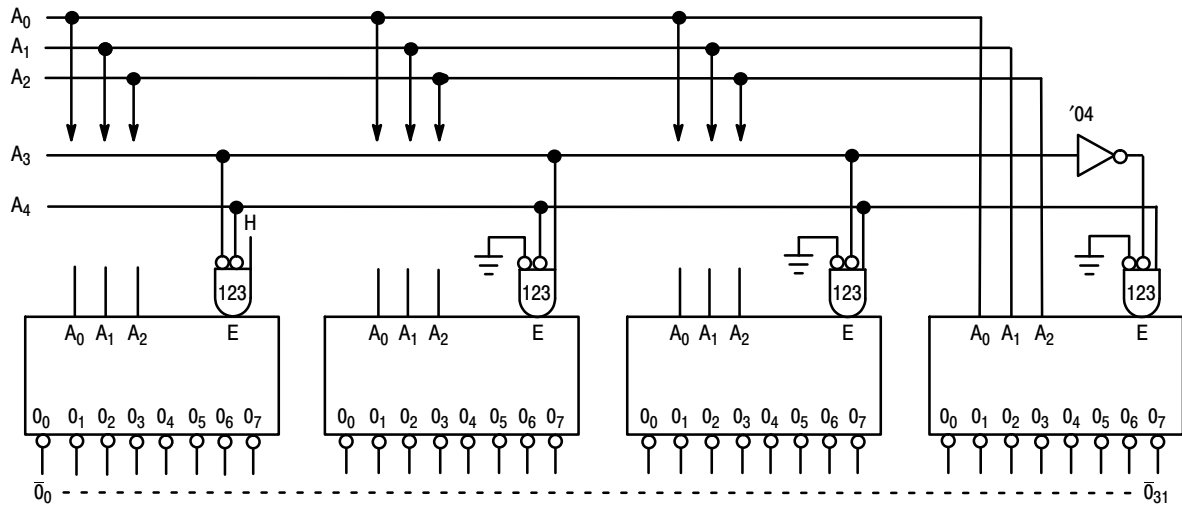 A₀
A₁
A₂
A₃
A₄
'04
H
123 123 123 123
A₀ A₁ A₂ E A₀ A₁ A₂ E A₀ A₁ A₂ E A₀ A₁ A₂ E
0₀ 0₁ 0₂ 0₃ 0₄ 0₅ 0₆ 0₇ 0₀ 0₁ 0₂ 0₃ 0₄ 0₅ 0₆ 0₇ 0₀ 0₁ 0₂ 0₃ 0₄ 0₅ 0₆ 0₇ 0₀ 0₁ 0₂ 0₃ 0₄ 0₅ 0₆ 0₇
0̅₀ 0̅₃₁